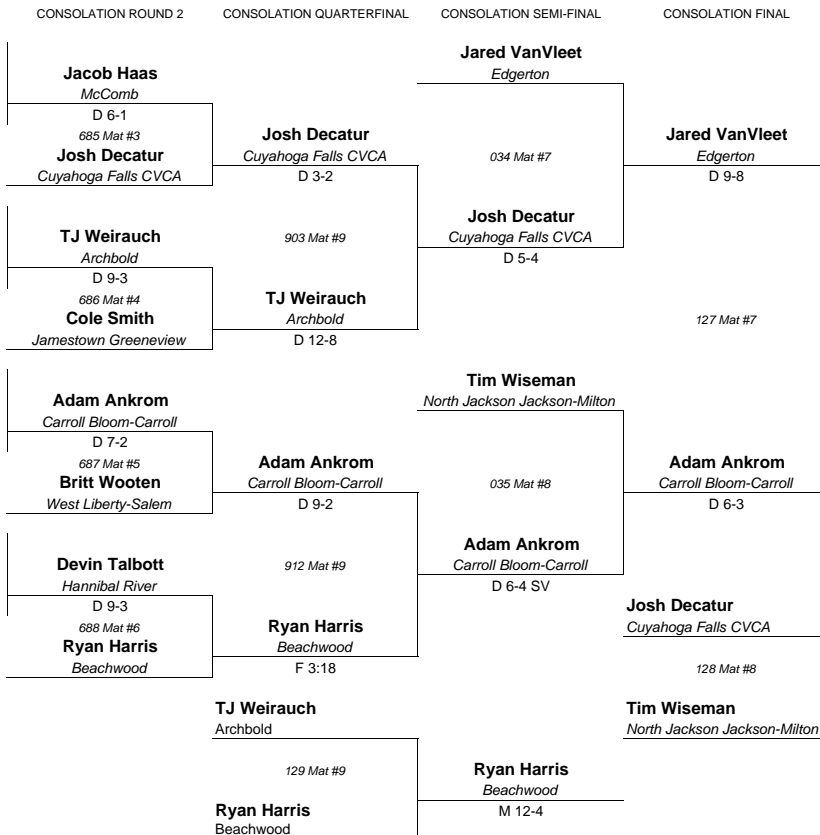 CONSOLATION ROUND 2
CONSOLATION QUARTERFINAL
CONSOLATION SEMI-FINAL
CONSOLATION FINAL
Jacob Haas
McComb
D 6-1
685 Mat #3
Josh Decatur
Cuyahoga Falls CVCA
TJ Weirauch
Archbold
D 9-3
686 Mat #4
Cole Smith
Jamestown Greeneview
Adam Ankrom
Carroll Bloom-Carroll
D 7-2
687 Mat #5
Britt Wooten
West Liberty-Salem
Devin Talbott
Hannibal River
D 9-3
688 Mat #6
Ryan Harris
Beachwood
Josh Decatur
Cuyahoga Falls CVCA
D 3-2
903 Mat #9
TJ Weirauch
Archbold
D 12-8
Adam Ankrom
Carroll Bloom-Carroll
D 9-2
912 Mat #9
Ryan Harris
Beachwood
F 3:18
TJ Weirauch
Archbold
129 Mat #9
Ryan Harris
Beachwood
Jared VanVleet
Edgerton
034 Mat #7
Josh Decatur
Cuyahoga Falls CVCA
D 5-4
Tim Wiseman
North Jackson Jackson-Milton
035 Mat #8
Adam Ankrom
Carroll Bloom-Carroll
D 6-4 SV
Ryan Harris
Beachwood
M 12-4
Jared VanVleet
Edgerton
D 9-8
127 Mat #7
Adam Ankrom
Carroll Bloom-Carroll
D 6-3
Josh Decatur
Cuyahoga Falls CVCA
128 Mat #8
Tim Wiseman
North Jackson Jackson-Milton